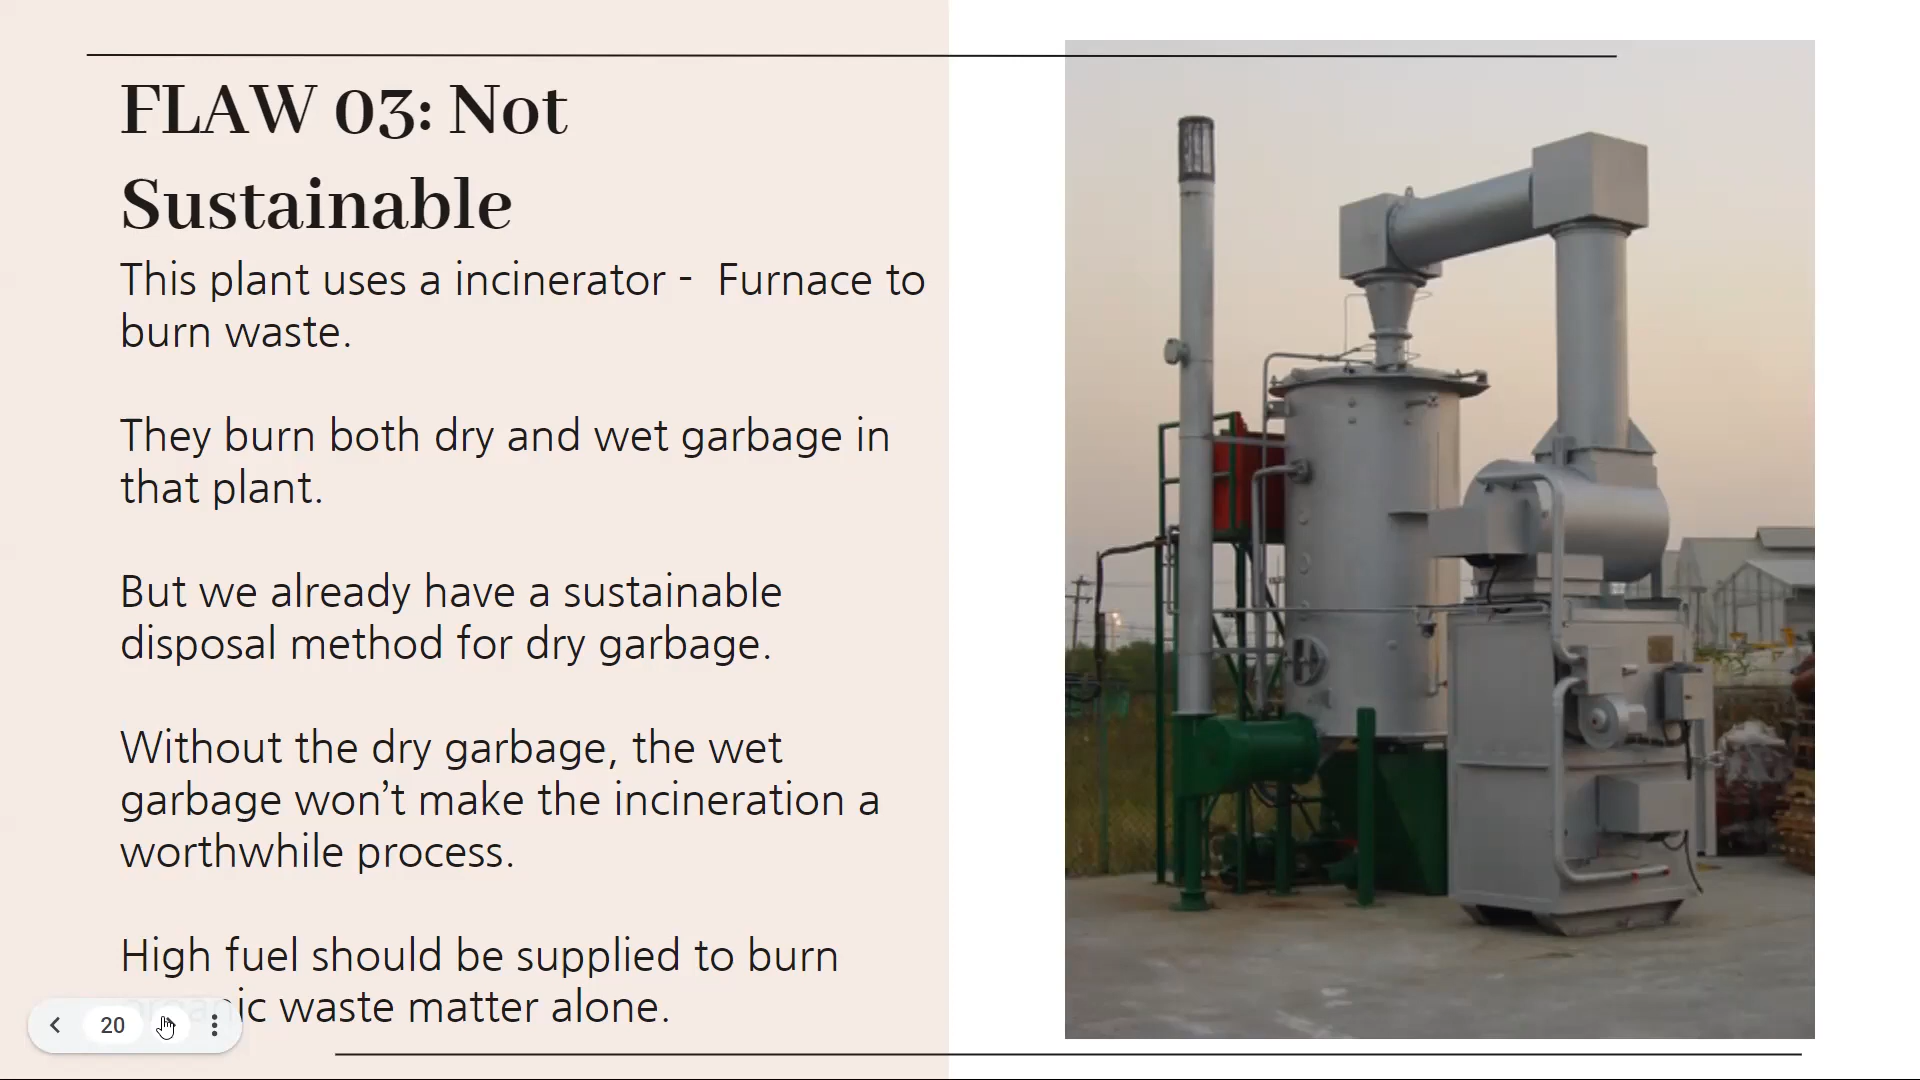 FLAW 03: Not
Sustainable
This plant uses a incinerator - Furnace to
burn waste.
They burn both dry and wet garbage in
that plant.
But we already have a sustainable
disposal method for dry garbage.
Without the dry garbage, the wet
garbage won’t make the incineration a
worthwhile process.
High fuel should be supplied to burn
organic waste matter alone.
20